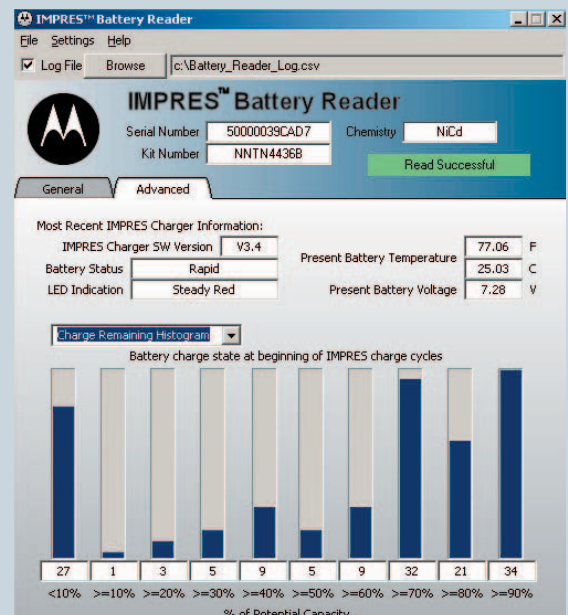 IMPRES™ Battery Reader
File Settings Help
Log File Browse c:\Battery_Reader_Log.csv
IMPRES™ Battery Reader
Serial Number 50000039CAD7 Chemistry NiCd
Kit Number NNTN4436B Read Successful
General Advanced
Most Recent IMPRES Charger Information:
IMPRES Charger SW Version V3.4 Present Battery Temperature 77.06 F
Battery Status Rapid 25.03 C
LED Indication Steady Red Present Battery Voltage 7.28 V
Charge Remaining Histogram
Battery charge state at beginning of IMPRES charge cycles
27 1 3 5 9 5 9 32 21 34
<10% >=10% >=20% >=30% >=40% >=50% >=60% >=70% >=80% >=90%
% of Potential Capacity